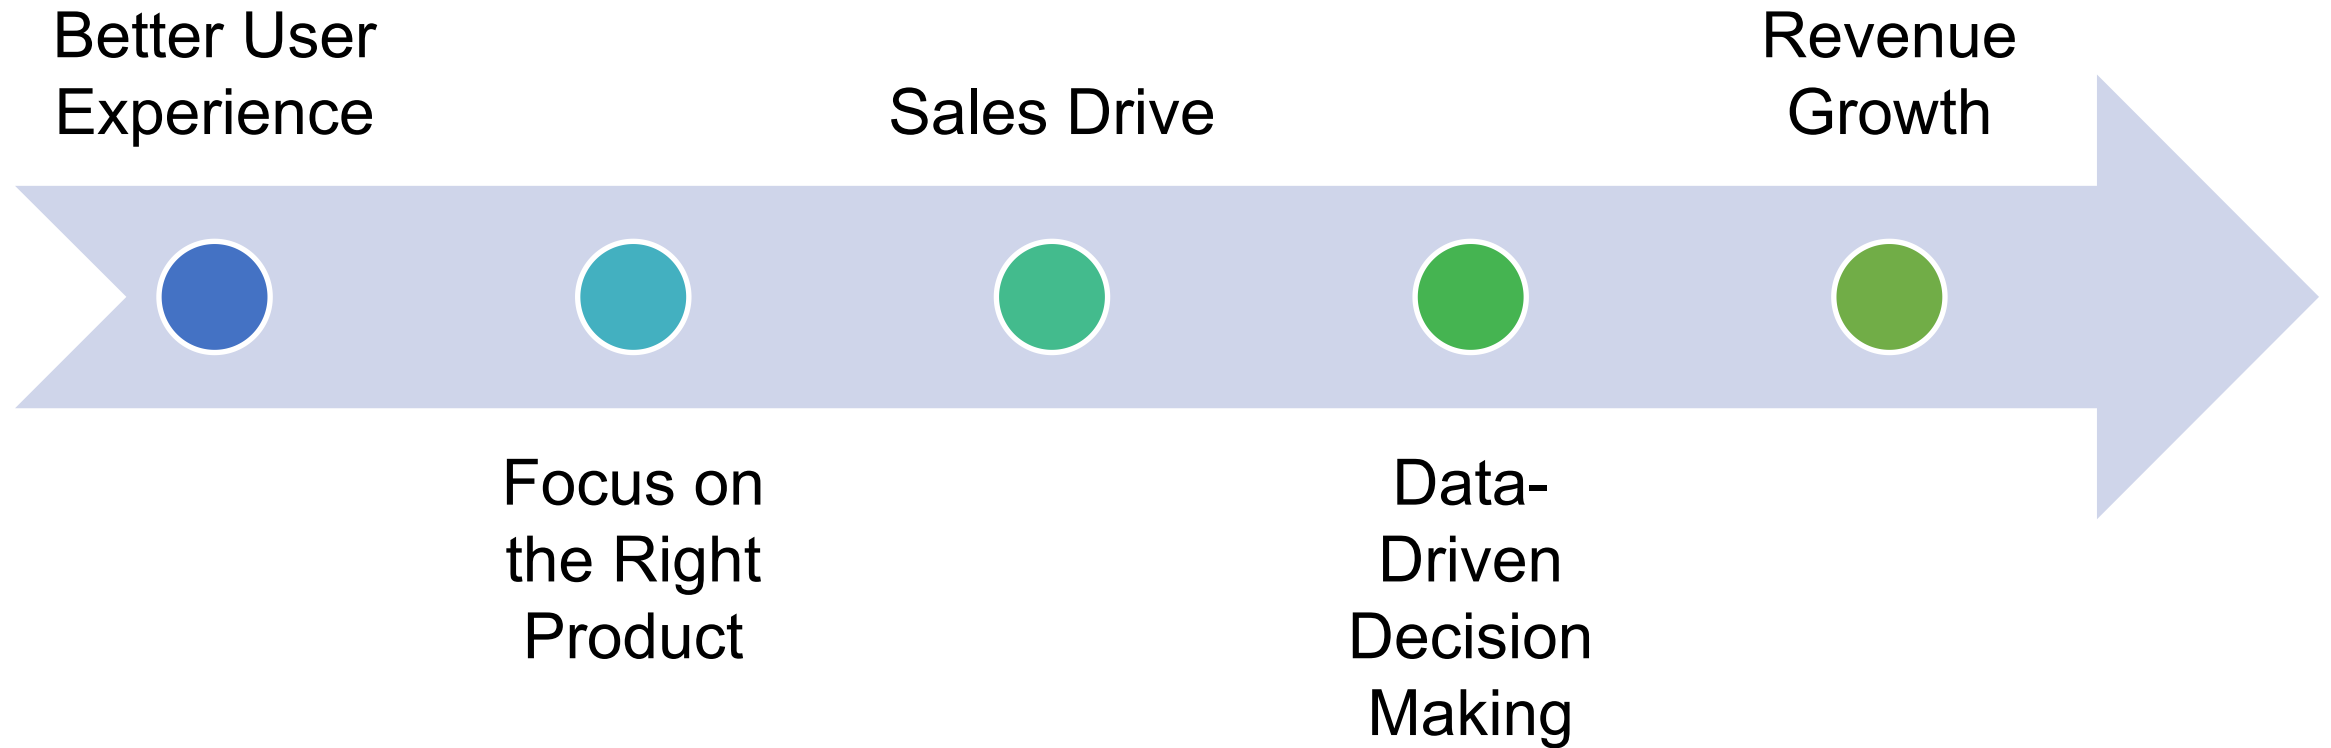 Better User
Experience
Focus on
the Right
Product
Sales Drive
Data-
Driven
Decision
Making
Revenue
Growth